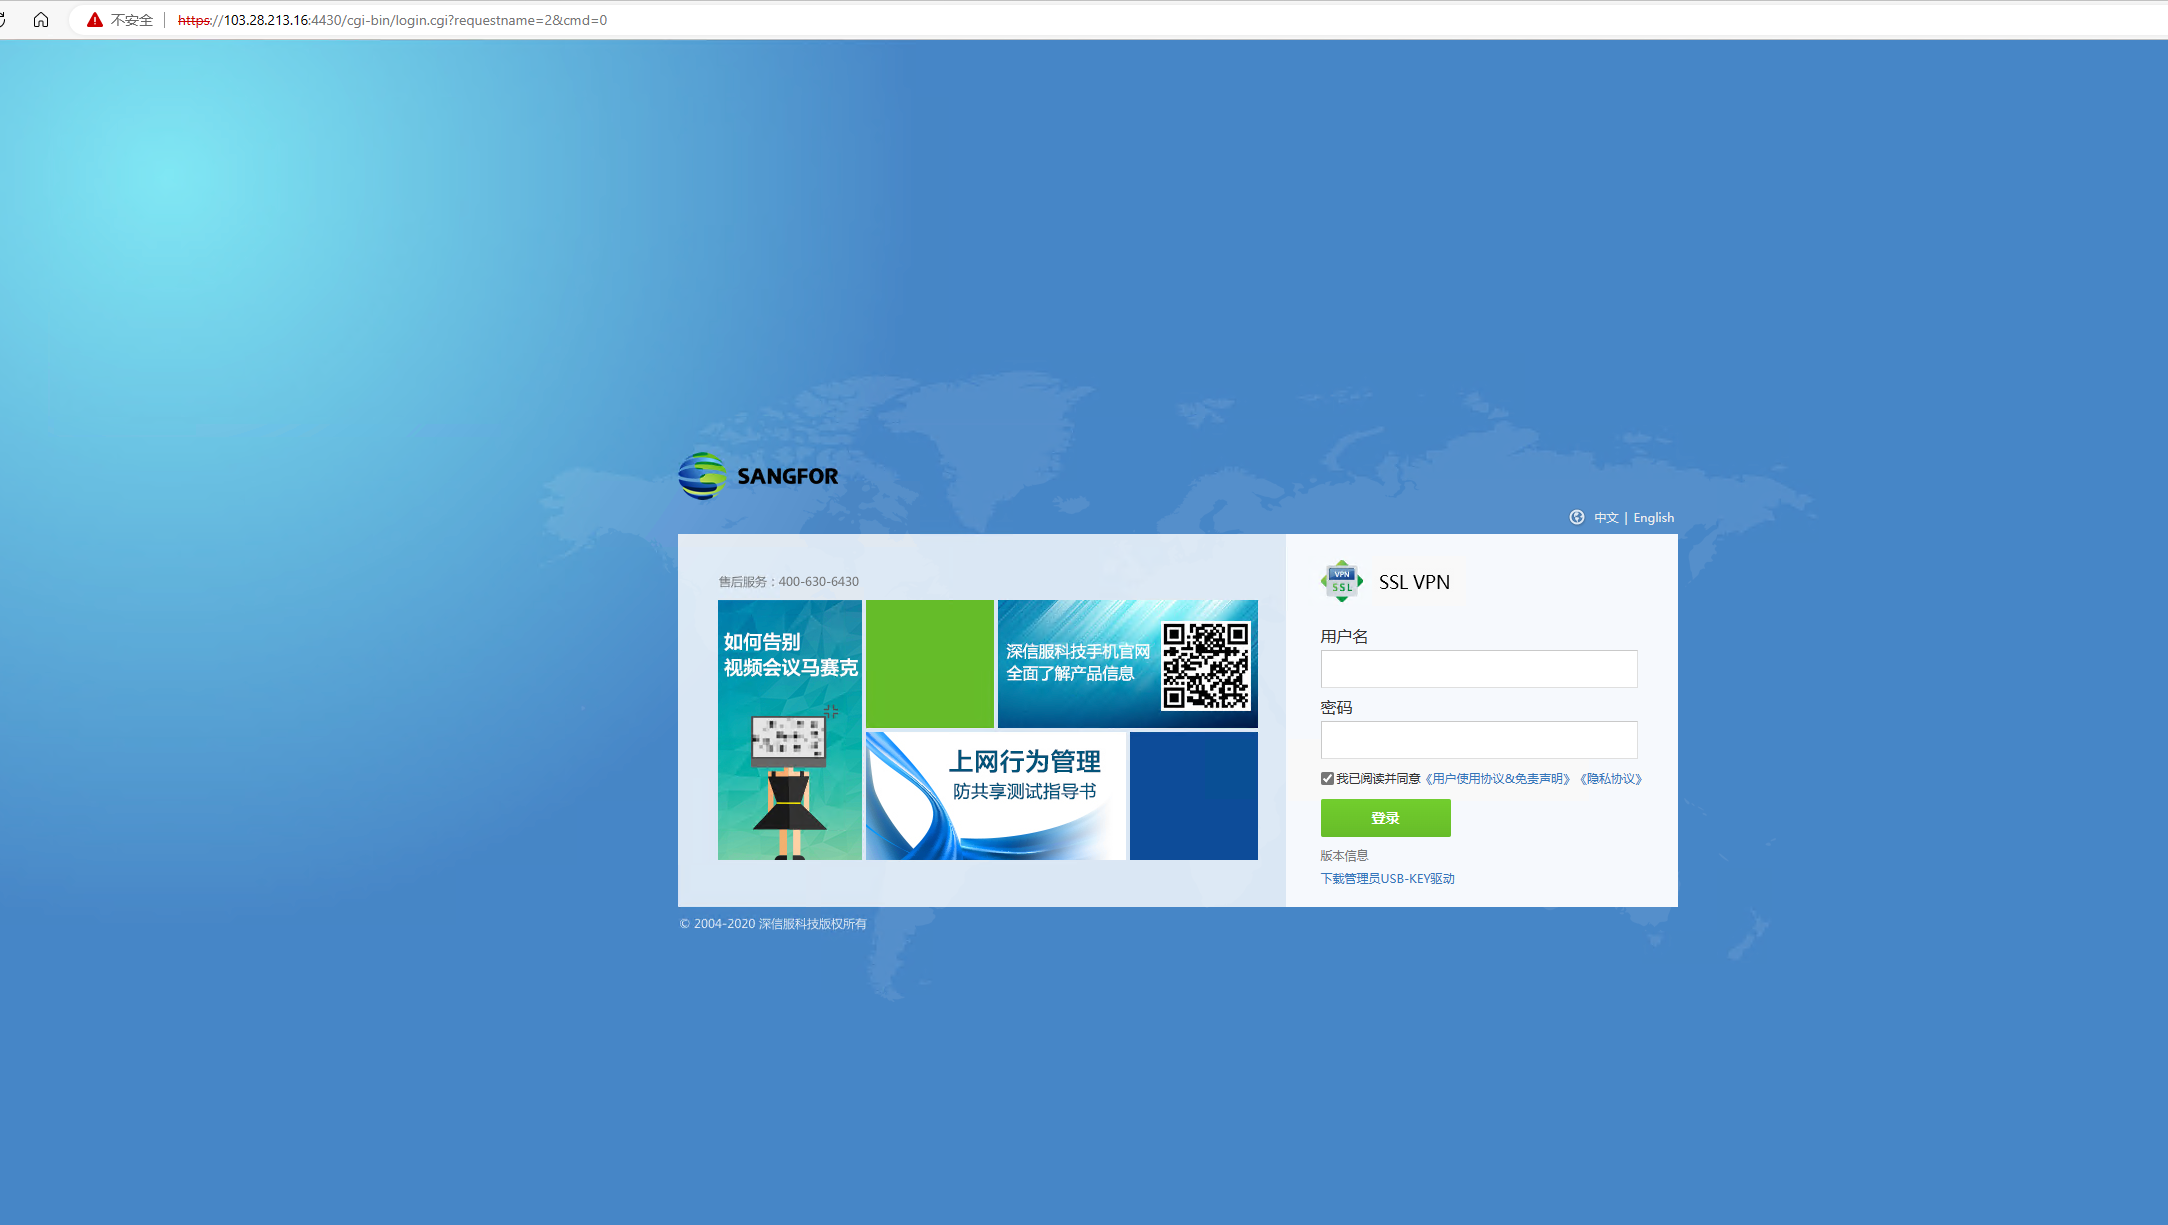 不安全 https://103.28.213.16:4430/cgi-bin/login.cgi?requestname=2&cmd=0
SANGFOR
中文 | English
售后服务：400-630-6430
如何告别
视频会议马赛克
深信服科技手机官网
全面了解产品信息
上网行为管理
防共享测试指导书
VPN
SSL
SSL VPN
用户名
密码
我已阅读并同意《用户使用协议&免责声明》《隐私协议》
登录
版本信息
下载管理员USB-KEY驱动
© 2004-2020 深信服科技版权所有